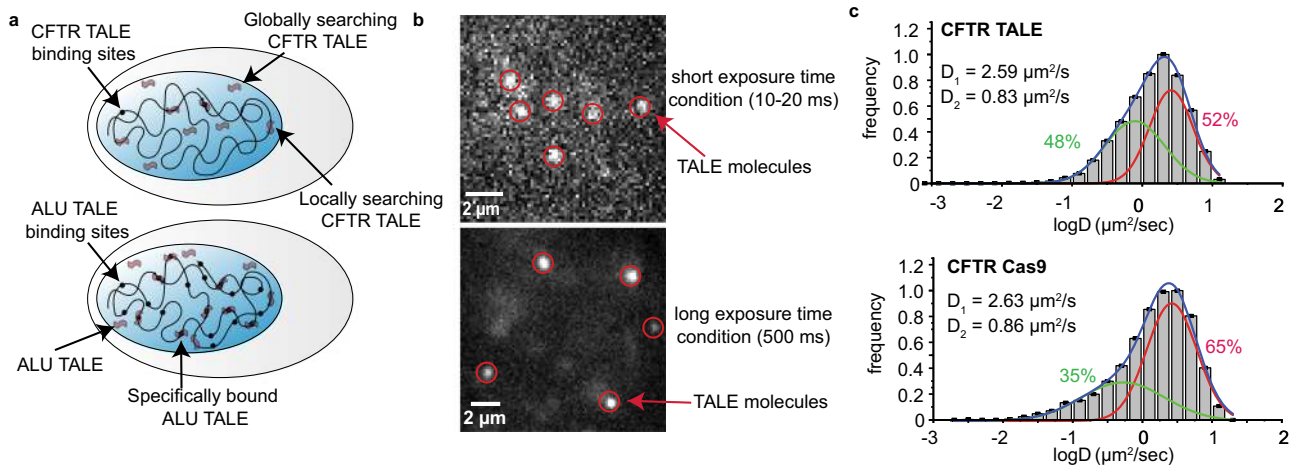 a
CFTR TALE
binding sites
Globally searching
CFTR TALE
Locally searching
CFTR TALE
ALU TALE
binding sites
ALU TALE
Specifically bound
ALU TALE
b
short exposure time
condition (10-20 ms)
TALE molecules
2 µm
long exposure time
condition (500 ms)
TALE molecules
2 µm
c
CFTR TALE
D1 = 2.59 µm²/s
D2 = 0.83 µm²/s
48%
52%
frequency
1.2
1.0
0.8
0.6
0.4
0.2
0
-3 -2 -1 0 1 2
logD (µm²/sec)
CFTR Cas9
D1 = 2.63 µm²/s
D2 = 0.86 µm²/s
35%
65%
frequency
1.2
1.0
0.8
0.6
0.4
0.2
0
-3 -2 -1 0 1 2
logD (µm²/sec)